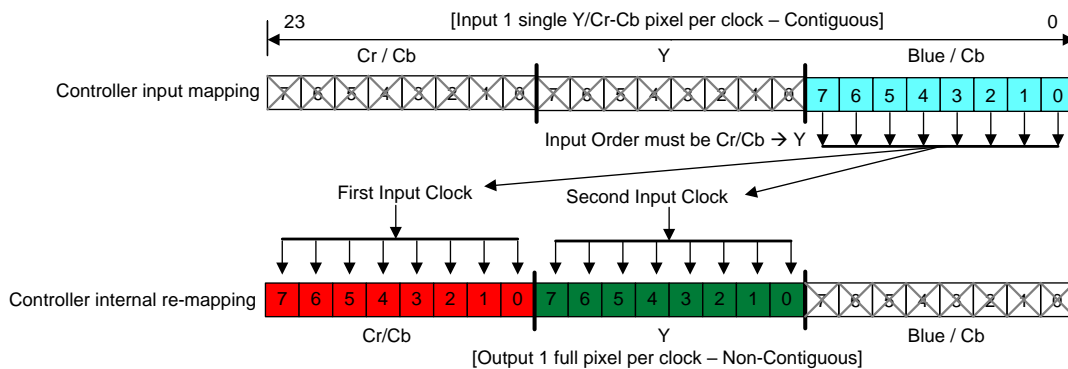 23 [Input 1 single Y/Cr-Cb pixel per clock – Contiguous] 0
Cr / Cb Y Blue / Cb
Controller input mapping 7 6 5 4 3 2 1 0 7 6 5 4 3 2 1 0 7 6 5 4 3 2 1 0
Input Order must be Cr/Cb → Y
First Input Clock Second Input Clock
Controller internal re-mapping 7 6 5 4 3 2 1 0 7 6 5 4 3 2 1 0 7 6 5 4 3 2 1 0
Cr/Cb Y Blue / Cb
[Output 1 full pixel per clock – Non-Contiguous]